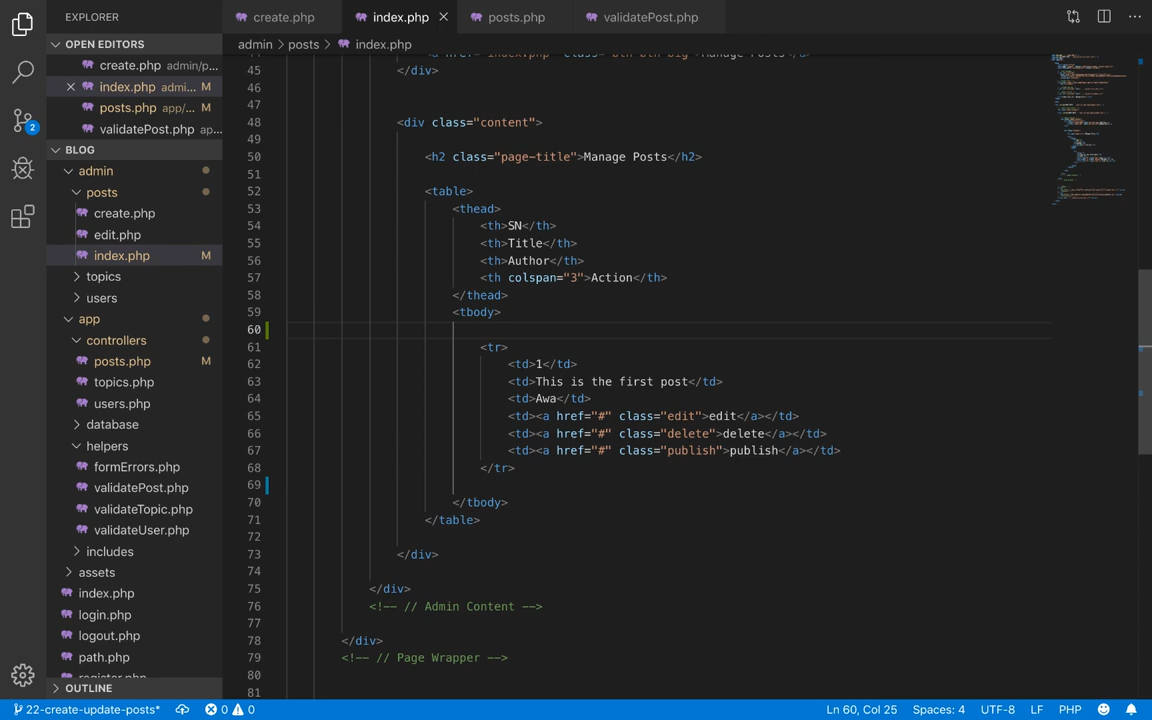 EXPLORER
OPEN EDITORS
create.php admin/p...
index.php admi... M
posts.php app/... M
validatePost.php ap...
BLOG
admin
posts
create.php
edit.php
index.php M
topics
users
app
controllers
posts.php M
topics.php
users.php
database
helpers
formErrors.php
validatePost.php
validateTopic.php
validateUser.php
includes
assets
index.php
login.php
logout.php
path.php
register.php
OUTLINE
create.php index.php posts.php validatePost.php
admin posts index.php
45 </div>
46
47
48 <div class="content">
49
50 <h2 class="page-title">Manage Posts</h2>
51
52 <table>
53 <thead>
54 <th>SN</th>
55 <th>Title</th>
56 <th>Author</th>
57 <th colspan="3">Action</th>
58 </thead>
59 <tbody>
60
61 <tr>
62 <td>1</td>
63 <td>This is the first post</td>
64 <td>Awa</td>
65 <td><a href="#" class="edit">edit</a></td>
66 <td><a href="#" class="delete">delete</a></td>
67 <td><a href="#" class="publish">publish</a></td>
68 </tr>
69
70 </tbody>
71 </table>
72
73 </div>
74
75 </div>
76 <!-- // Admin Content -->
77
78 </div>
79 <!-- // Page Wrapper -->
80
81
2
22-create-update-posts* 0 0 Ln 60, Col 25 Spaces: 4 UTF-8 LF PHP